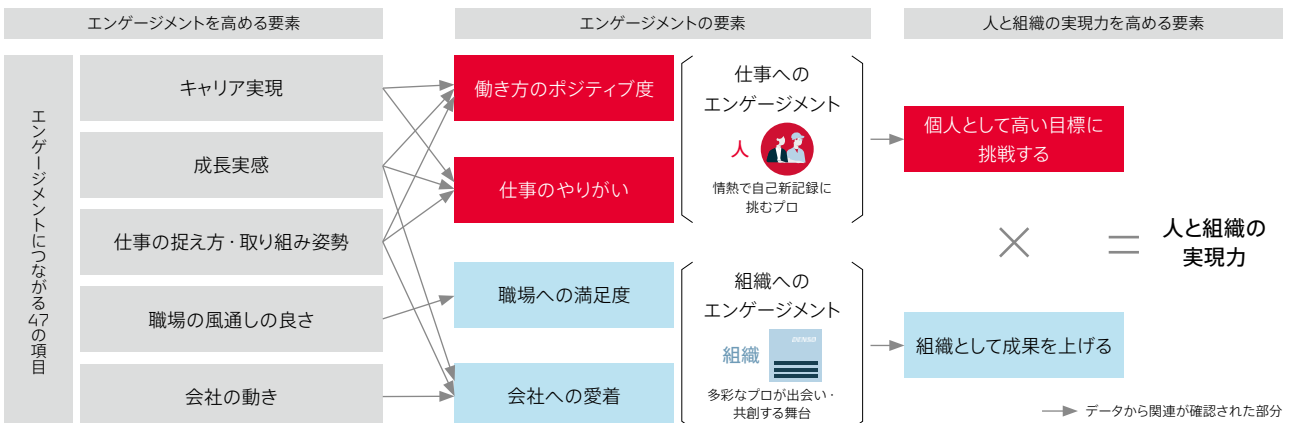 エンゲージメントを高める要素
エンゲージメントの要素
人と組織の実現力を高める要素
エンゲージメントにつながる47の項目
キャリア実現
成長実感
仕事の捉え方・取り組み姿勢
職場の風通しの良さ
会社の動き
働き方のポジティブ度
仕事のやりがい
職場への満足度
会社への愛着
仕事への
エンゲージメント
人
情熱で自己新記録に
挑むプロ
組織への
エンゲージメント
組織
DENSO
多彩なプロが出会い・
共創する舞台
個人として高い目標に
挑戦する
×
=
人と組織の
実現力
組織として成果を上げる
データから関連が確認された部分